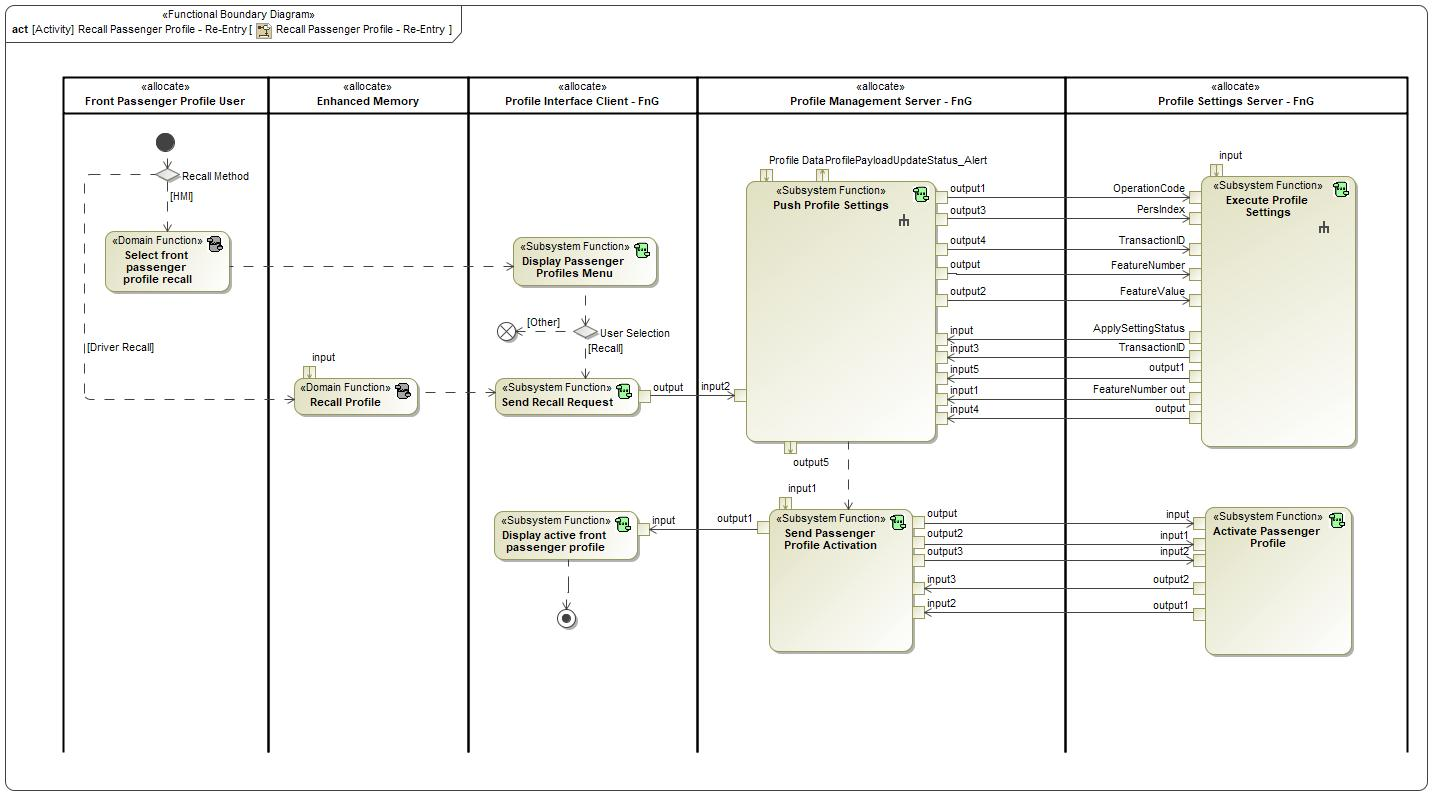 «Functional Boundary Diagram»
act [Activity] Recall Passenger Profile - Re-Entry [ Recall Passenger Profile - Re-Entry ]
«allocate»
Front Passenger Profile User
«allocate»
Enhanced Memory
«allocate»
Profile Interface Client - FnG
«allocate»
Profile Management Server - FnG
«allocate»
Profile Settings Server - FnG
Recall Method
[HMI]
«Domain Function»
Select front
passenger
profile recall
[Driver Recall]
input
«Domain Function»
Recall Profile
«Subsystem Function»
Display Passenger
Profiles Menu
[Other]
User Selection
[Recall]
«Subsystem Function»
Send Recall Request
output
input2
«Subsystem Function»
Display active front
passenger profile
input
output1
Profile Data
ProfilePayloadUpdateStatus_Alert
«Subsystem Function»
Push Profile Settings
output1
output3
output4
output
output2
input
input3
input5
input1
input4
output5
input1
«Subsystem Function»
Send Passenger
Profile Activation
output
output2
output3
input3
input2
input
«Subsystem Function»
Execute Profile
Settings
OperationCode
PersIndex
TransactionID
FeatureNumber
FeatureValue
ApplySettingStatus
TransactionID
output1
FeatureNumber out
output
«Subsystem Function»
Activate Passenger
Profile
input
input1
input2
output2
output1